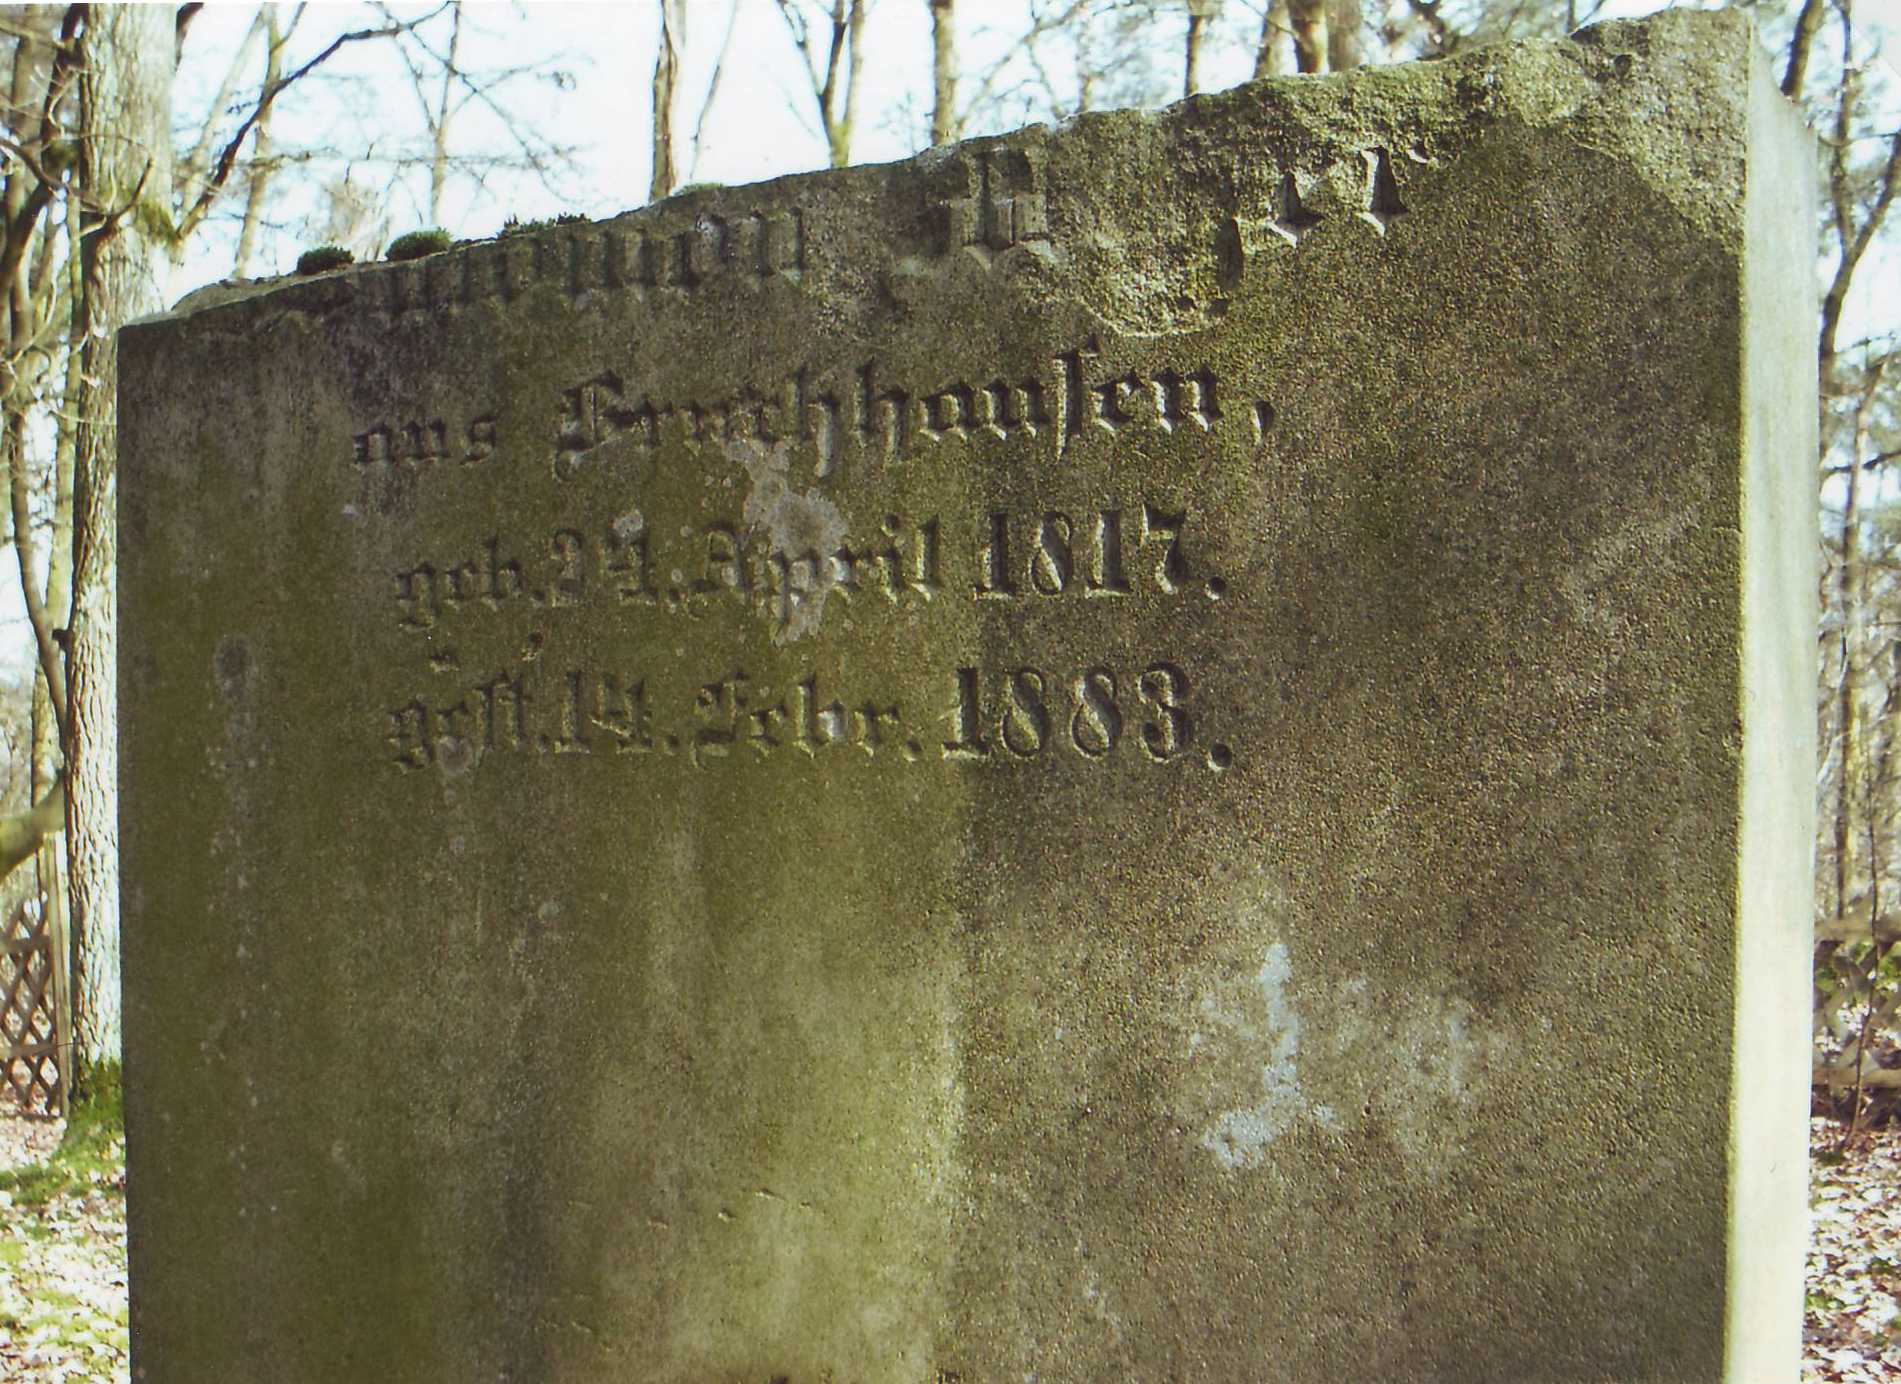 aus Bruchhausen,
geb. 24. April 1817.
gest. 14. Febr. 1883.